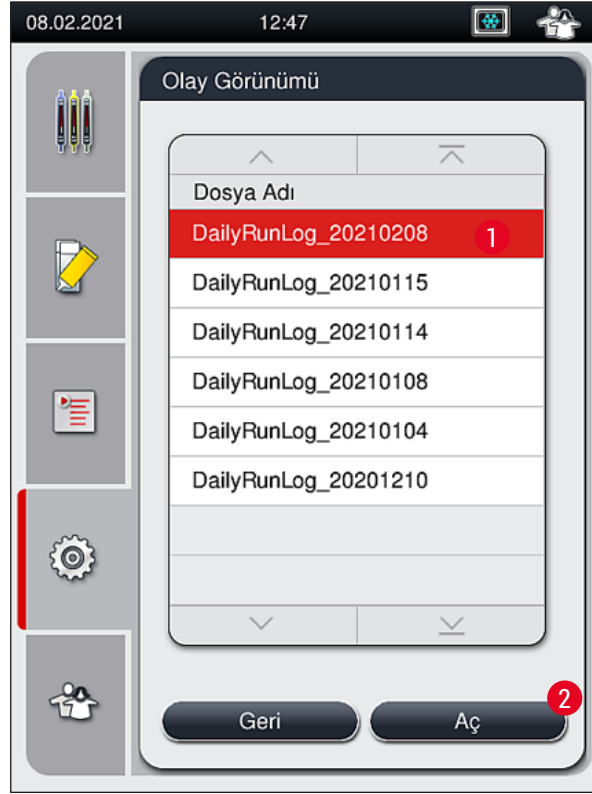 08.02.2021 12:47
Olay Görünümü
Dosya Adı
DailyRunLog_20210208 1
DailyRunLog_20210115
DailyRunLog_20210114
DailyRunLog_20210108
DailyRunLog_20210104
DailyRunLog_20201210
2
Geri Aç